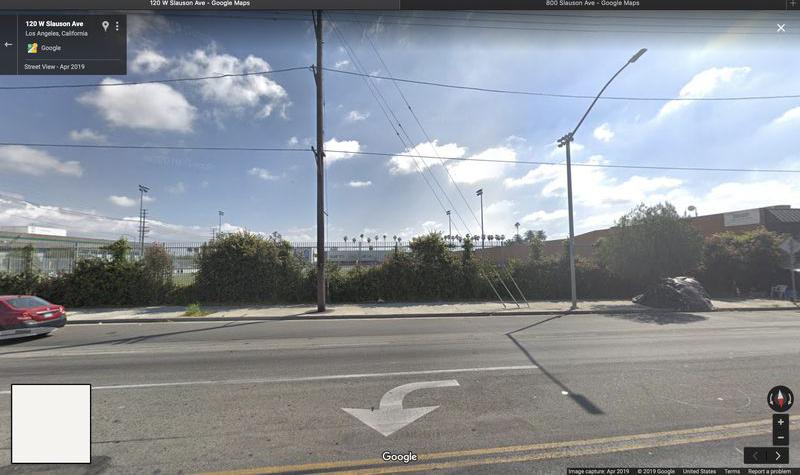 120 W Slauson Ave - Google Maps
800 Slauson Ave - Google Maps
120 W Slauson Ave
Los Angeles, California
Google
Street View - Apr 2019
Google
Image capture: Apr 2019 © 2019 Google United States Terms Report a problem